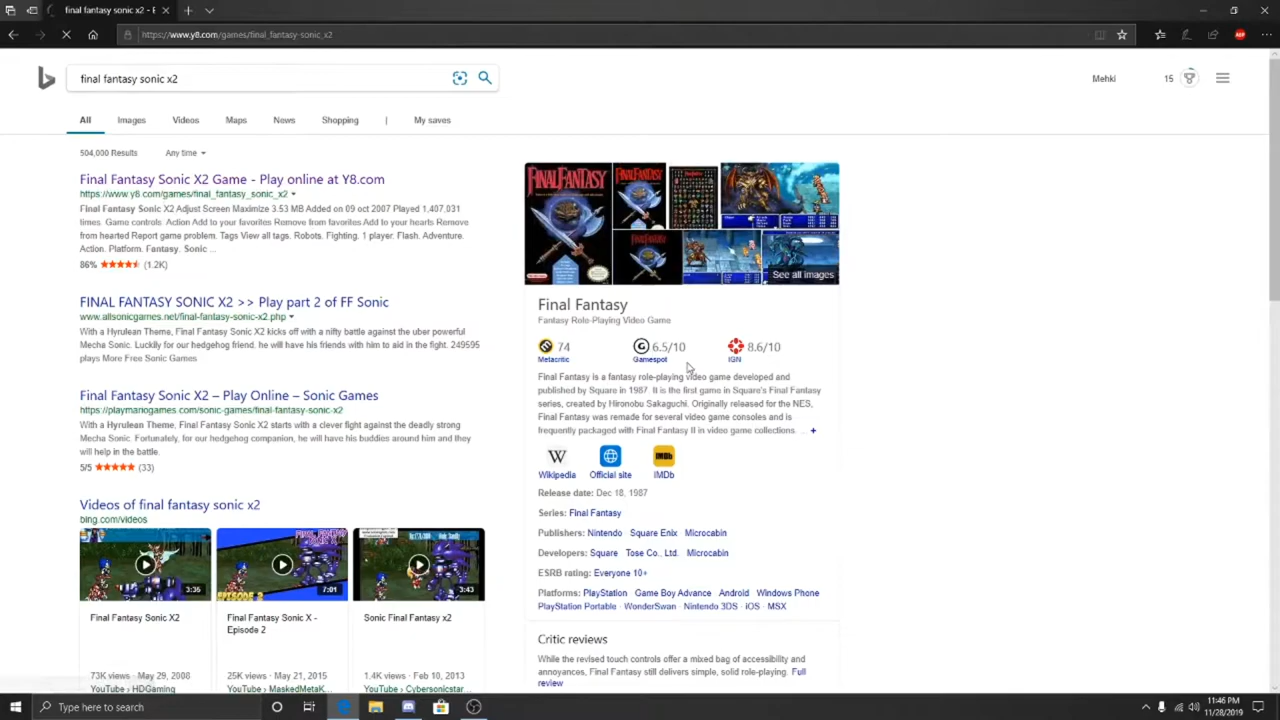 final fantasy sonic x2 - E
https://www.y8.com/games/final_fantasy-sonic_x2
ABP
final fantasy sonic x2
Mehki
15
All
Images
Videos
Maps
News
Shopping
|
My saves
504,000 Results
Any time
Final Fantasy Sonic X2 Game - Play online at Y8.com
https://www.y8.com/games/final_fantasy_sonic_x2
Final Fantasy Sonic X2 Adjust Screen Maximize 3.53 MB Added on 09 oct 2007 Played 1,407,031
times. Game controls. Action Add to your favorites Remove from favorites Add to your hearts Remove
from hearted Report game problem. Tags View all tags. Robots. Fighting. 1 player. Flash. Adventure.
Action. Platform. Fantasy. Sonic ...
86%
(1.2K)
FINAL FANTASY SONIC X2 >> Play part 2 of FF Sonic
www.allsonicgames.net/final-fantasy-sonic-x2.php
With a Hyrulean Theme, Final Fantasy Sonic X2 kicks off with a nifty battle against the uber powerful
Mecha Sonic. Luckily for our hedgehog friend, he will have his friends with him to aid in the fight. 249595
plays More Free Sonic Games
Final Fantasy Sonic X2 – Play Online – Sonic Games
https://playmariogames.com/sonic-games/final-fantasy-sonic-x2
With a Hyrulean Theme, Final Fantasy Sonic X2 starts with a clever fight against the deadly strong
Mecha Sonic. Fortunately, for our hedgehog companion, he will have his buddies around him and they
will help in the battle.
5/5
(33)
Videos of final fantasy sonic x2
bing.com/videos
EPISODE 2
3:35
7:01
3:43
Final Fantasy Sonic X2
Final Fantasy Sonic X -
Episode 2
Sonic Final Fantasy x2
73K views · May 29, 2008
YouTube › HDGaming
25K views · May 21, 2015
YouTube › MaskedMetaK...
1.4K views · Feb 10, 2013
YouTube › Cybersonicstar...
FINAL FANTASY
FINAL FANTASY
See all images
Final Fantasy
Fantasy Role-Playing Video Game
74
Metacritic
6.5/10
Gamespot
8.6/10
IGN
Final Fantasy is a fantasy role-playing video game developed and
published by Square in 1987. It is the first game in Square's Final Fantasy
series, created by Hironobu Sakaguchi. Originally released for the NES,
Final Fantasy was remade for several video game consoles and is
frequently packaged with Final Fantasy II in video game collections. ... +
W
IMDb
Wikipedia
Official site
IMDb
Release date: Dec 18, 1987
Series: Final Fantasy
Publishers: Nintendo · Square Enix · Microcabin
Developers: Square · Tose Co., Ltd. · Microcabin
ESRB rating: Everyone 10+
Platforms: PlayStation · Game Boy Advance · Android · Windows Phone
PlayStation Portable · WonderSwan · Nintendo 3DS · iOS · MSX
Critic reviews
While the revised touch controls offer a mixed bag of accessibility and
annoyances, Final Fantasy still delivers simple, solid role-playing. Full
review
Type here to search
11:46 PM
11/28/2019